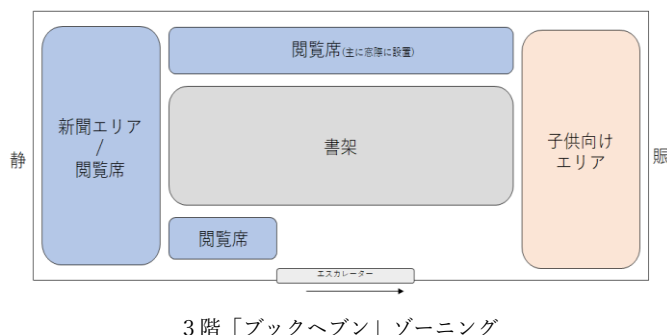 閲覧席(主に窓際に設置)
新聞エリア
/
閲覧席
書架
子供向け
エリア
静
賑
閲覧席
エスカレーター
3階「ブックヘブン」ゾーニング